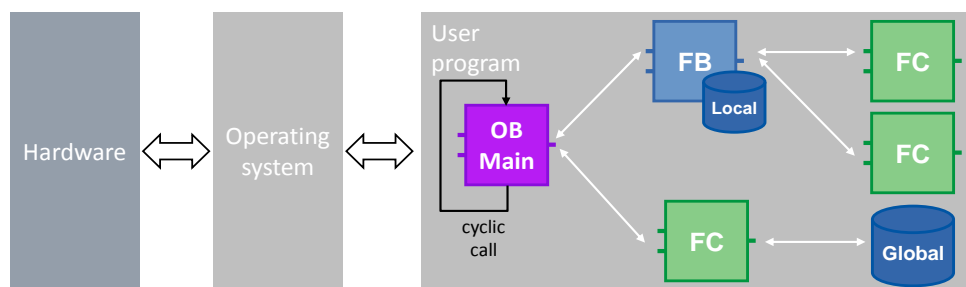 Hardware
Operating
system
User
program
OB
Main
cyclic
call
FB
Local
FC
FC
FC
Global